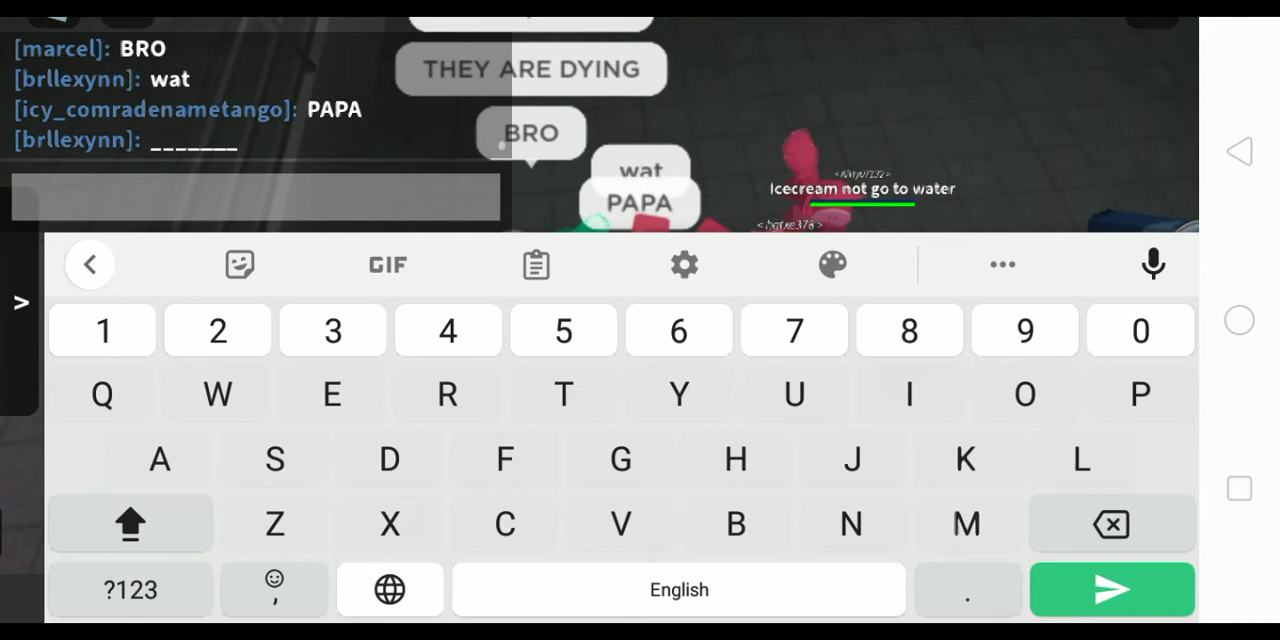 [marcel]: BRO
[brllexynn]: wat
[icy_comradenametango]: PAPA
[brllexynn]: _______
THEY ARE DYING
BRO
wat
PAPA
Icecream not go to water
>
GIF
1 2 3 4 5 6 7 8 9 0
Q W E R T Y U I O P
A S D F G H J K L
Z X C V B N M
?123 , English .